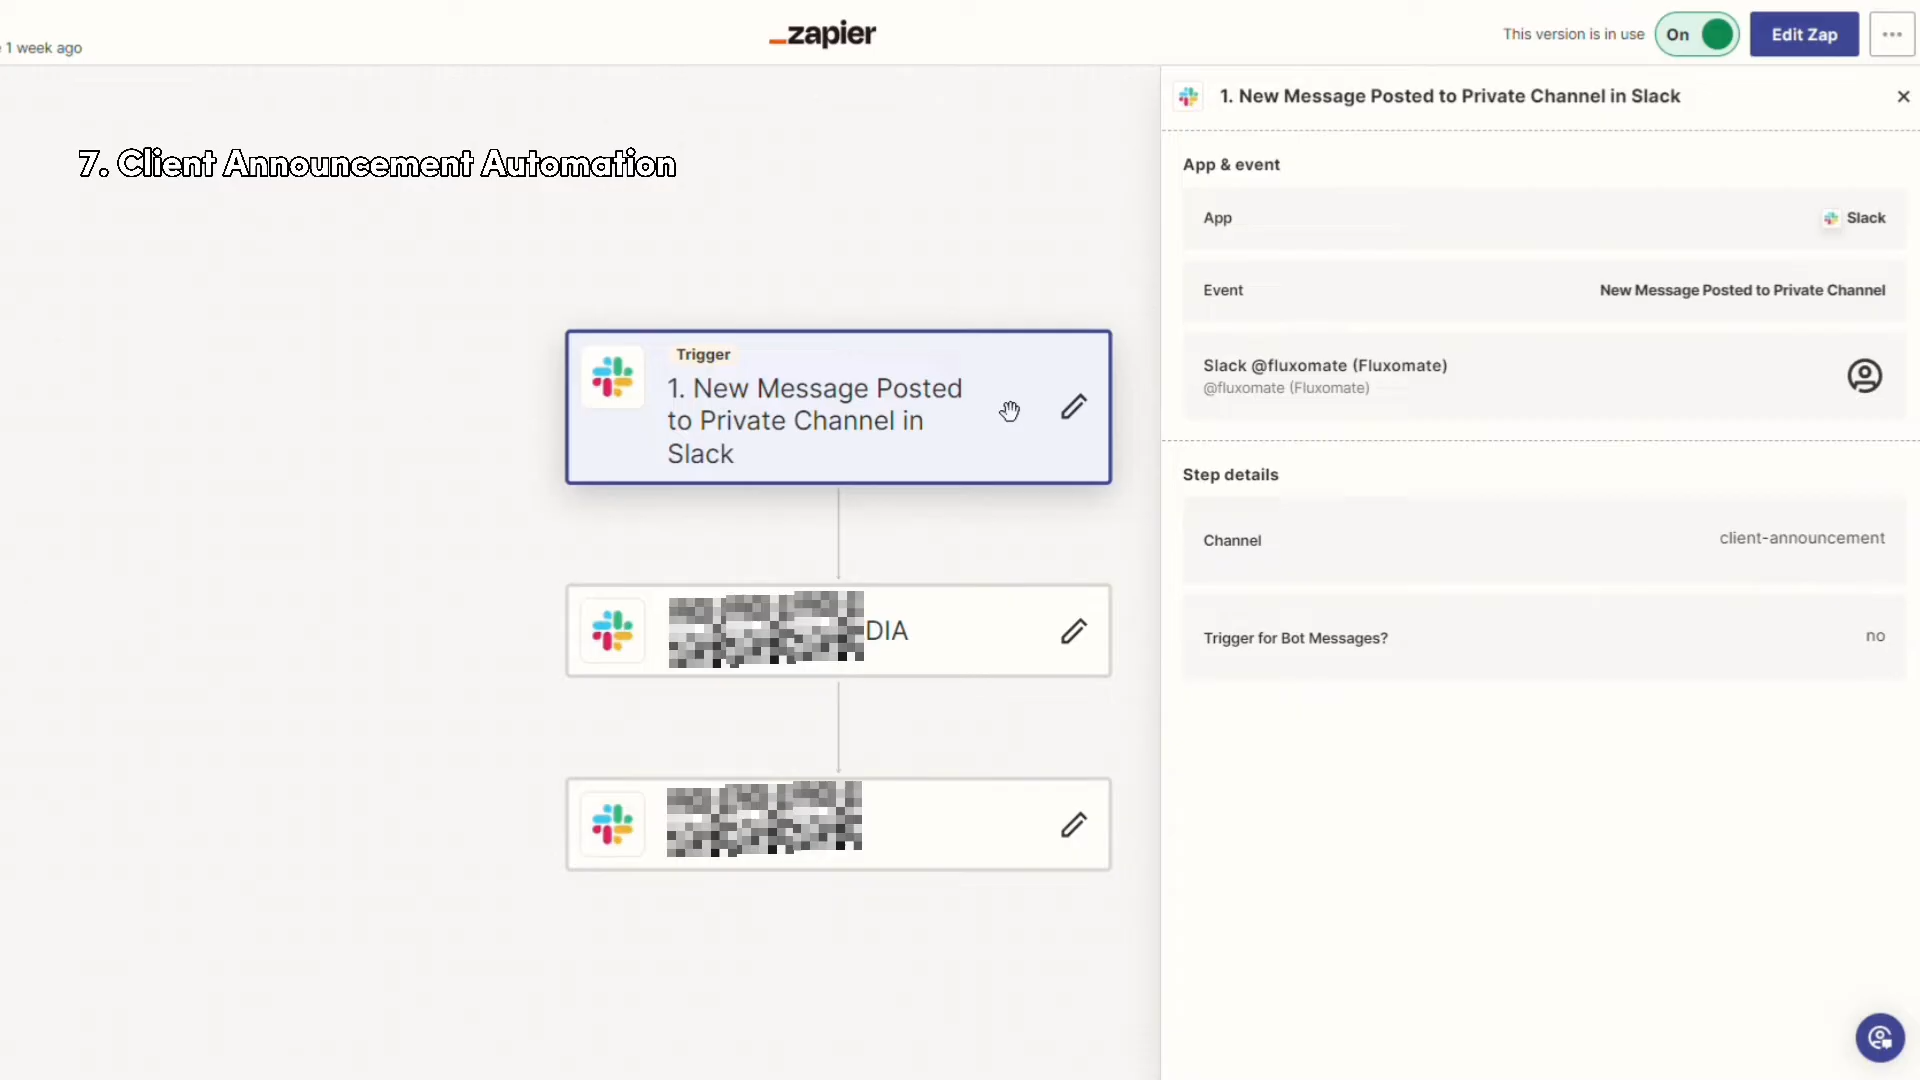 1 week ago
zapier
This version is in use
On
Edit Zap
1. New Message Posted to Private Channel in Slack
7. Client Announcement Automation
App & event
App
Slack
Event
New Message Posted to Private Channel
Slack @fluxomate (Fluxomate)
@fluxomate (Fluxomate)
Trigger
1. New Message Posted
to Private Channel in
Slack
Step details
Channel
client-announcement
Trigger for Bot Messages?
no
DIA